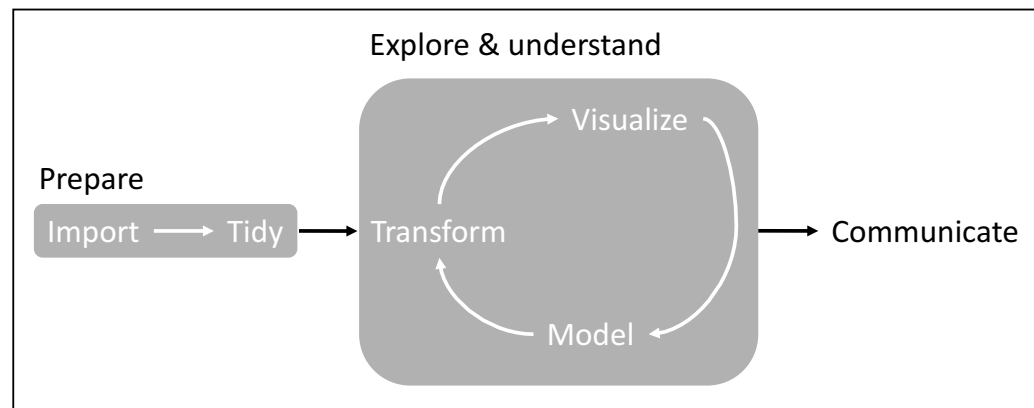 Explore & understand
Visualize
Prepare
Import Tidy Transform Communicate
Model